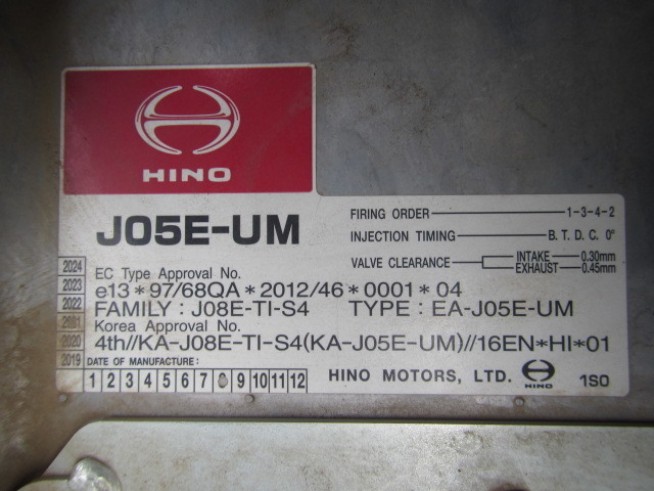 HINO
J05E-UM
FIRING ORDER 1-3-4-2
INJECTION TIMING B. T. D. C. 0°
VALVE CLEARANCE INTAKE 0.30mm
EXHAUST 0.45mm
2024
2023
2022
2021
2020
2019
EC Type Approval No.
e13*97/68QA*2012/46*0001*04
FAMILY : J08E-TI-S4 TYPE : EA-J05E-UM
Korea Approval No.
4th//KA-J08E-TI-S4(KA-J05E-UM)//16EN*HI*01
DATE OF MANUFACTURE :
1 2 3 4 5 6 7 9 10 11 12
HINO MOTORS, LTD. HINO 1S0